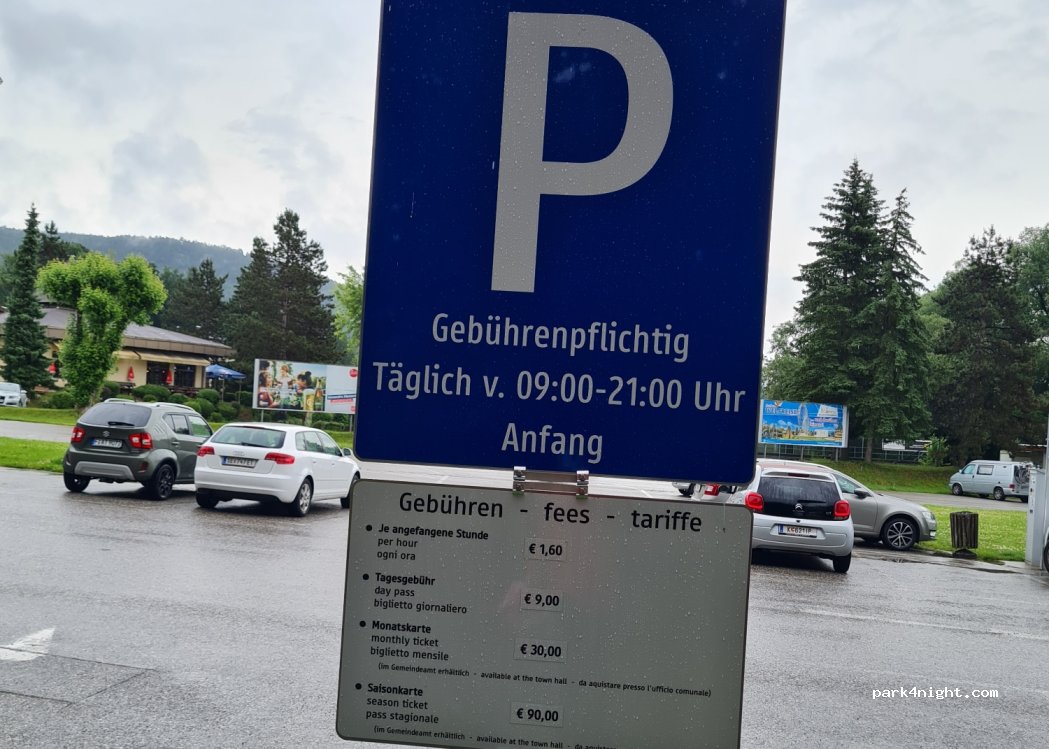 P
Gebührenpflichtig
Täglich v. 09:00-21:00 Uhr
Anfang
Gebühren - fees - tariffe
Je angefangene Stunde
per hour
ogni ora
€ 1,60
Tagesgebühr
day pass
biglietto giornaliero
€ 9,00
Monatskarte
monthly ticket
biglietto mensile
€ 30,00
(im Gemeindeamt erhältlich - available at the town hall - da aquistare presso l'ufficio comunale)
Saisonkarte
season ticket
pass stagionale
€ 90,00
(im Gemeindeamt erhältlich - available at the town hall - da aquistare
park4night.com